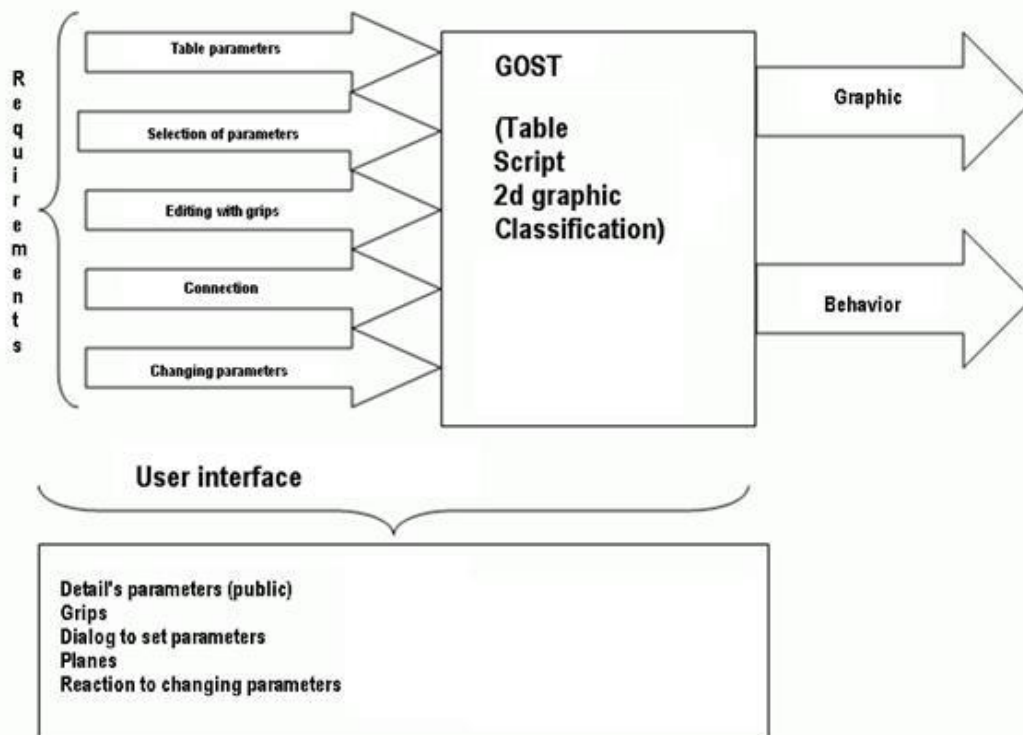 Requirements
Table parameters
Selection of parameters
Editing with grips
Connection
Changing parameters
GOST
(Table
Script
2d graphic
Classification)
Graphic
Behavior
User interface
Detail's parameters (public)
Grips
Dialog to set parameters
Planes
Reaction to changing parameters